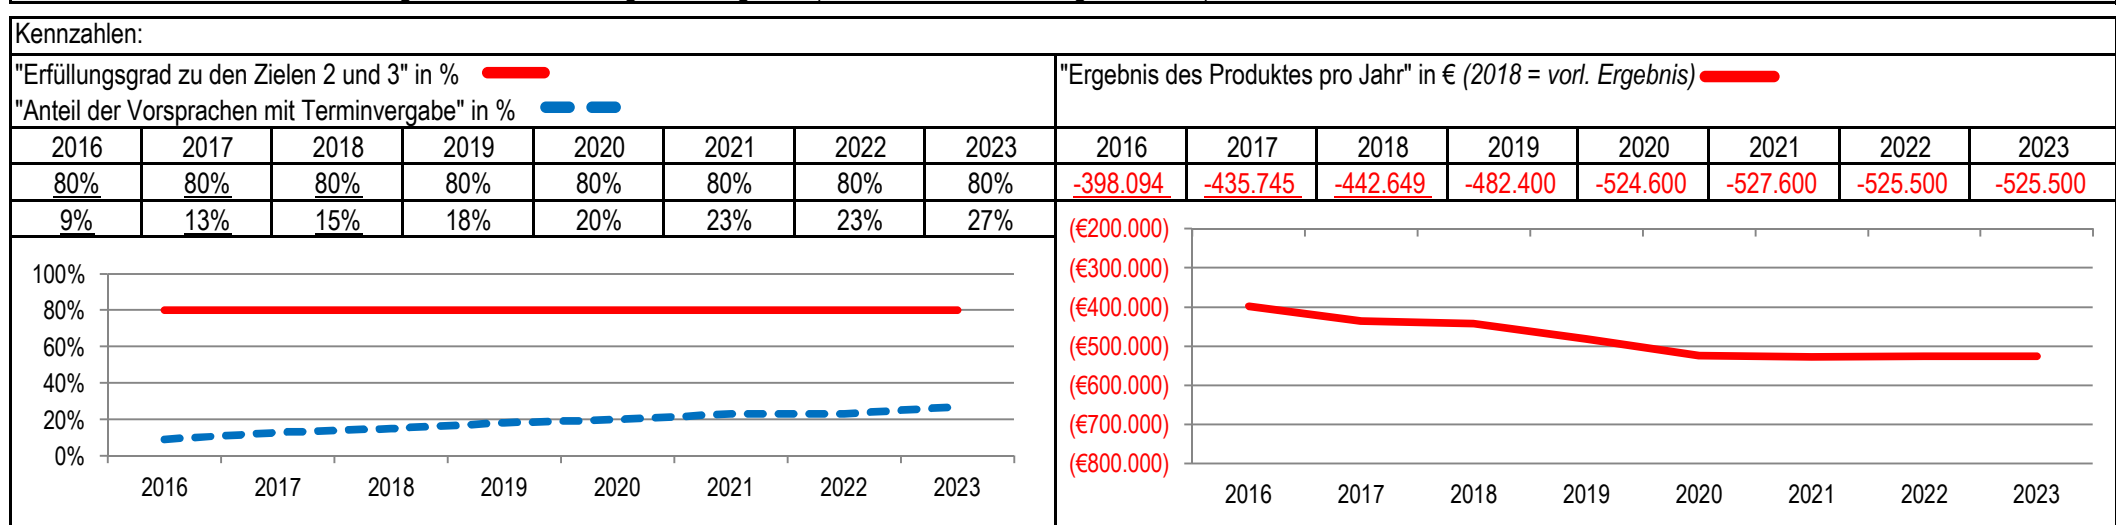 Kennzahlen:
"Erfüllungsgrad zu den Zielen 2 und 3" in %
"Anteil der Vorsprachen mit Terminvergabe" in %
2016 2017 2018 2019 2020 2021 2022 2023
80% 80% 80% 80% 80% 80% 80% 80%
9% 13% 15% 18% 20% 23% 23% 27%
100%
80%
60%
40%
20%
0%
2016 2017 2018 2019 2020 2021 2022 2023
"Ergebnis des Produktes pro Jahr" in € (2018 = vorl. Ergebnis)
2016 2017 2018 2019 2020 2021 2022 2023
-398.094 -435.745 -442.649 -482.400 -524.600 -527.600 -525.500 -525.500
(€200.000)
(€300.000)
(€400.000)
(€500.000)
(€600.000)
(€700.000)
(€800.000)
2016 2017 2018 2019 2020 2021 2022 2023